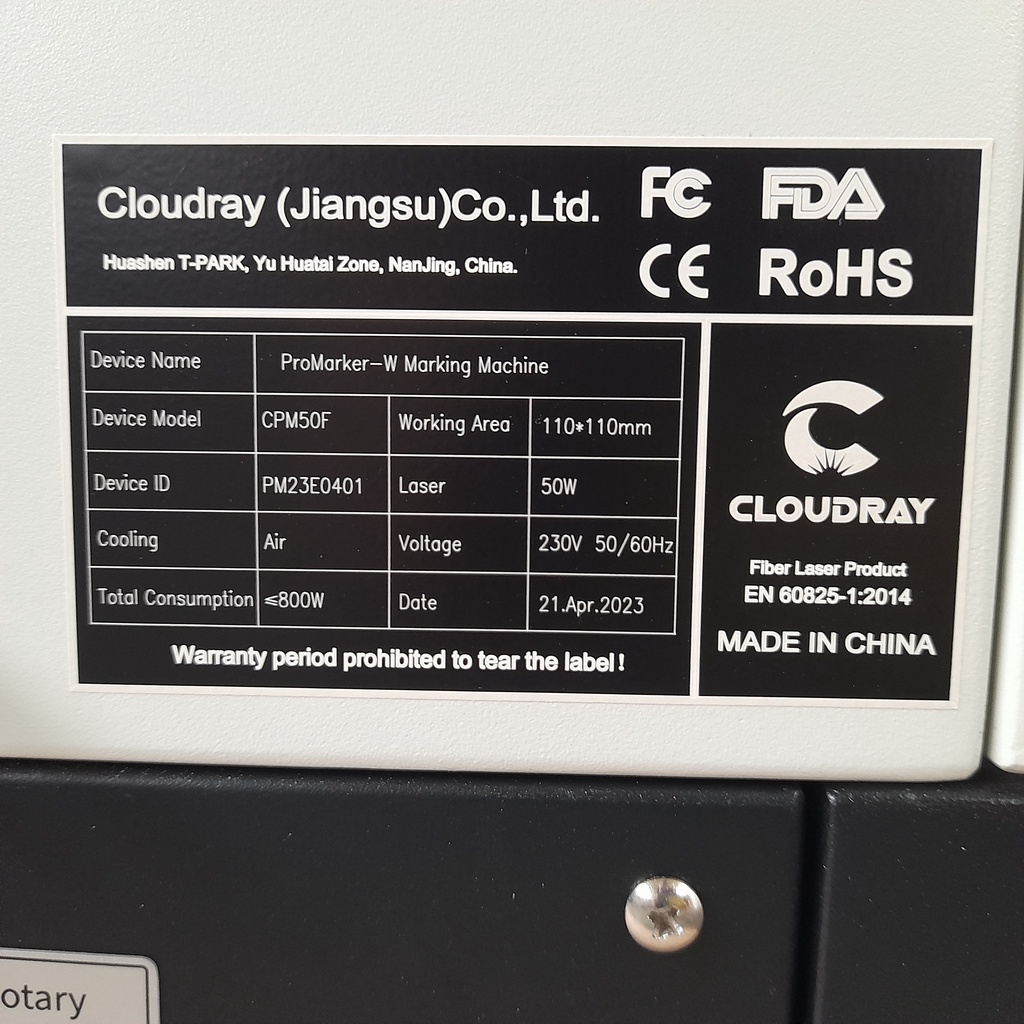 Cloudray (Jiangsu)Co.,Ltd.
Huashen T-PARK, Yu Huatai Zone, NanJing, China.
FC FDA
CE RoHS
Device Name ProMarker-W Marking Machine
Device Model CPM50F Working Area 110*110mm
Device ID PM23E0401 Laser 50W
Cooling Air Voltage 230V 50/60Hz
Total Consumption ≤800W Date 21.Apr.2023
Warranty period prohibited to tear the label!
CLOUDRAY
Fiber Laser Product
EN 60825-1:2014
MADE IN CHINA
otary